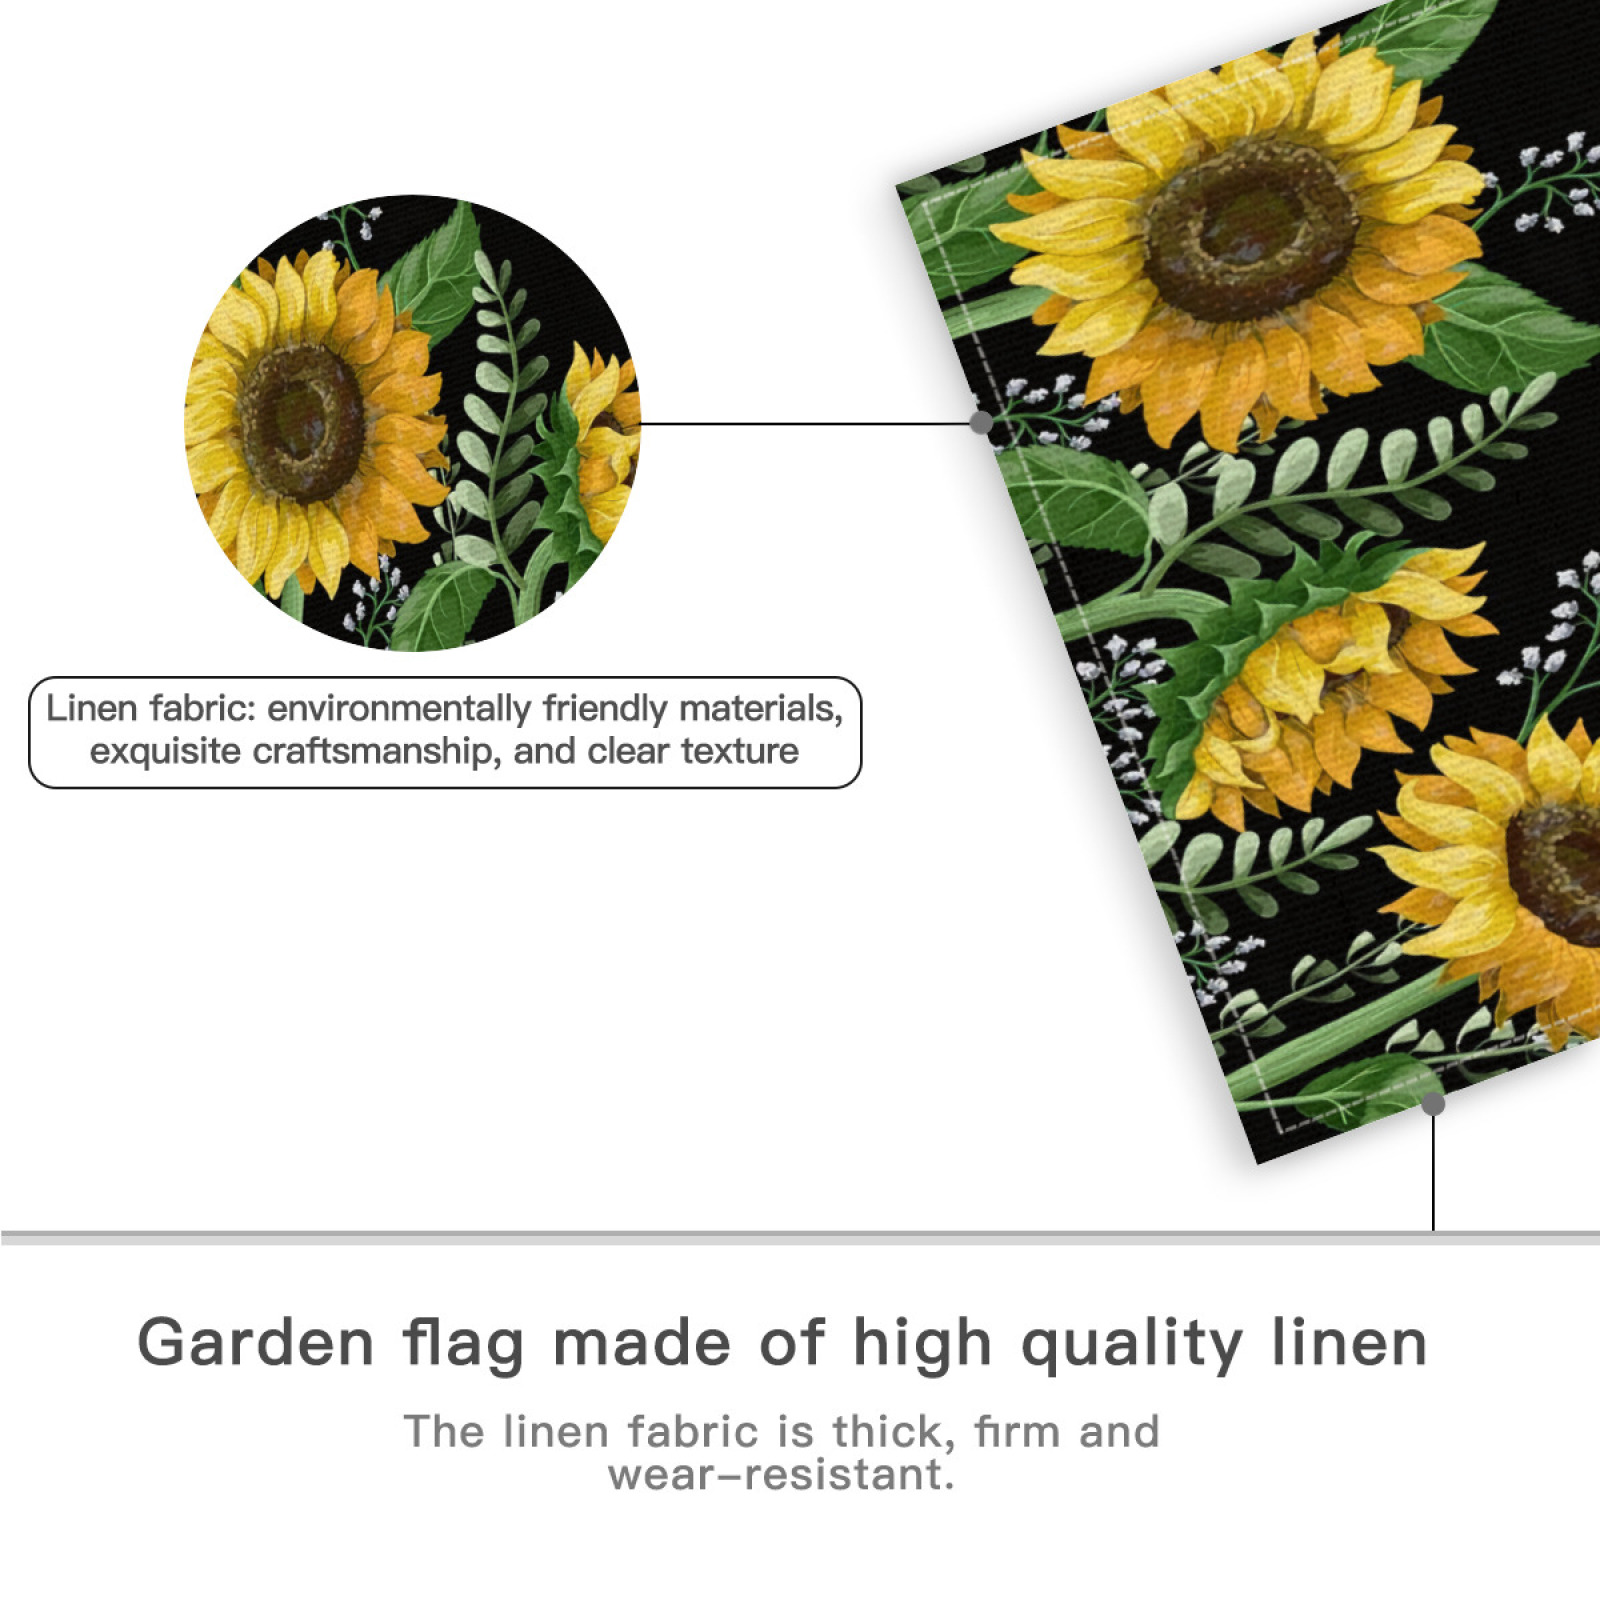 Linen fabric: environmentally friendly materials,
exquisite craftsmanship, and clear texture
Garden flag made of high quality linen
The linen fabric is thick, firm and
wear-resistant.